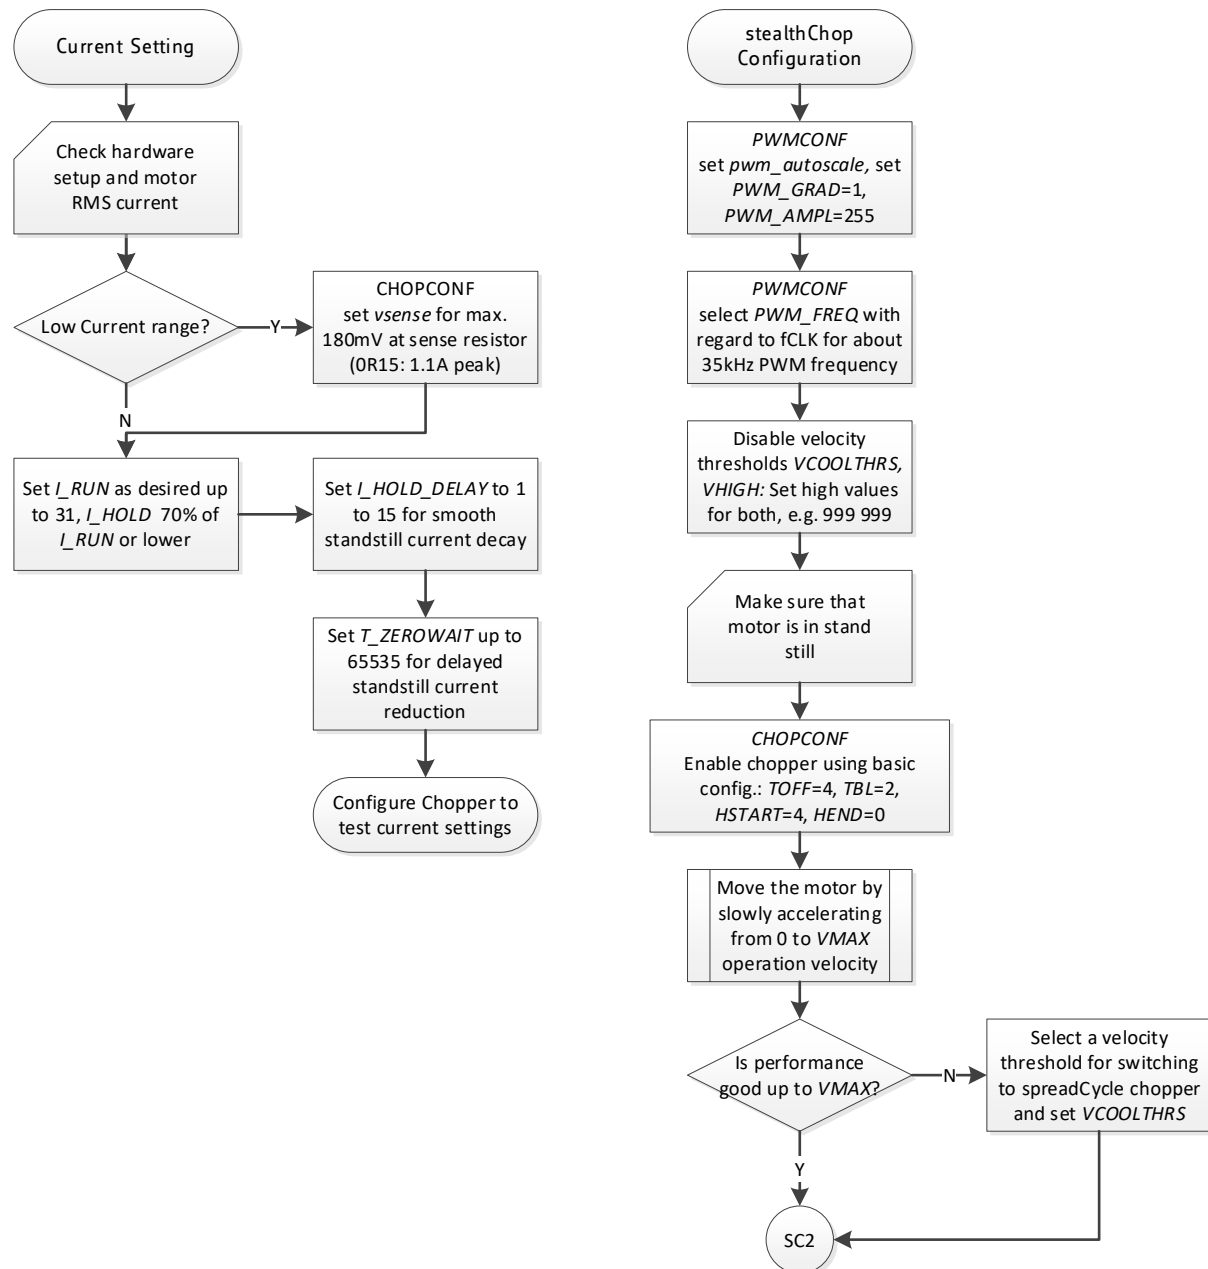 Current Setting
Check hardware
setup and motor
RMS current
Low Current range?
Y
CHOPCONF
set vsense for max.
180mV at sense resistor
(0R15: 1.1A peak)
N
Set I_RUN as desired up
to 31, I_HOLD 70% of
I_RUN or lower
Set I_HOLD_DELAY to 1
to 15 for smooth
standstill current decay
Set T_ZEROWAIT up to
65535 for delayed
standstill current
reduction
Configure Chopper to
test current settings
stealthChop
Configuration
PWMCONF
set pwm_autoscale, set
PWM_GRAD=1,
PWM_AMPL=255
PWMCONF
select PWM_FREQ with
regard to fCLK for about
35kHz PWM frequency
Disable velocity
thresholds VCOOLTHRS,
VHIGH: Set high values
for both, e.g. 999 999
Make sure that
motor is in stand
still
CHOPCONF
Enable chopper using basic
config.: TOFF=4, TBL=2,
HSTART=4, HEND=0
Move the motor by
slowly accelerating
from 0 to VMAX
operation velocity
Is performance
good up to VMAX?
N
Select a velocity
threshold for switching
to spreadCycle chopper
and set VCOOLTHRS
Y
SC2